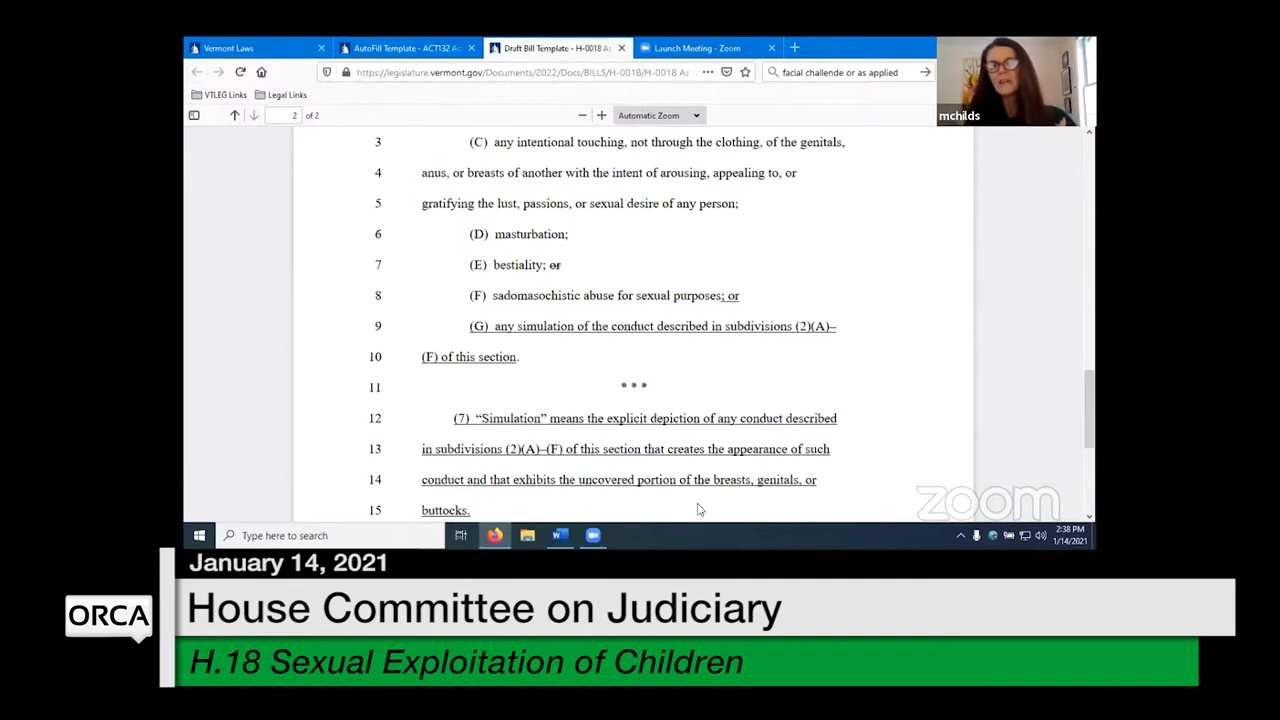 Vermont Laws
AutoFill Template - ACT132 A
Draft Bill Template - H-0018 As
Launch Meeting - Zoom
https://legislature.vermont.gov/Documents/2022/Docs/BILLS/H-0018/H-0018 As
facial challende or as applied
VTLEG Links
Legal Links
2 of 2
Automatic Zoom
mchilds
3 (C) any intentional touching, not through the clothing, of the genitals,
4 anus, or breasts of another with the intent of arousing, appealing to, or
5 gratifying the lust, passions, or sexual desire of any person;
6 (D) masturbation;
7 (E) bestiality; or
8 (F) sadomasochistic abuse for sexual purposes; or
9 (G) any simulation of the conduct described in subdivisions (2)(A)–
10 (F) of this section.
11 * * *
12 (7) “Simulation” means the explicit depiction of any conduct described
13 in subdivisions (2)(A)–(F) of this section that creates the appearance of such
14 conduct and that exhibits the uncovered portion of the breasts, genitals, or
15 buttocks.
zoom
Type here to search
2:38 PM
1/14/2021
January 14, 2021
ORCA
House Committee on Judiciary
H.18 Sexual Exploitation of Children